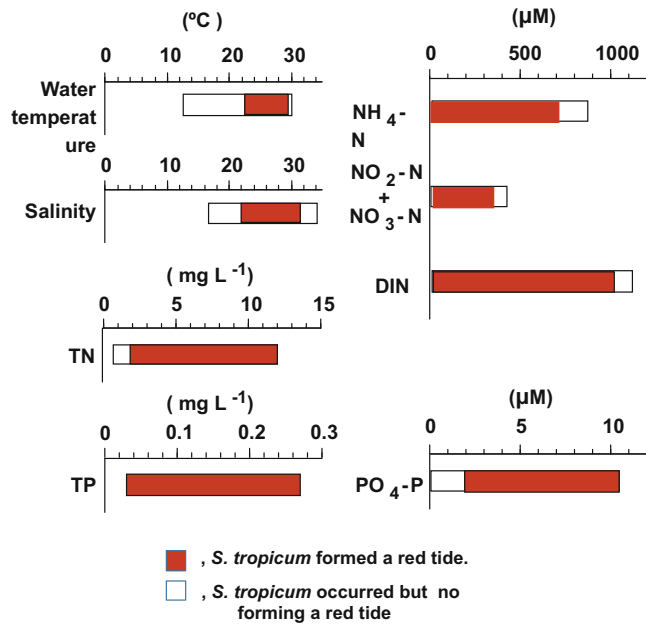 (ºC )
0 10 20 30
Water
temperat
ure
0 10 20 30
Salinity
( mg L -1)
0 5 10 15
TN
( mg L -1)
0 0.1 0.2 0.3
TP
(µM)
0 500 1000
NH 4 -
N
NO 2 - N
+
NO 3 - N
DIN
(µM)
0 5 10
PO 4 - P
, S. tropicum formed a red tide.
, S. tropicum occurred but no
forming a red tide